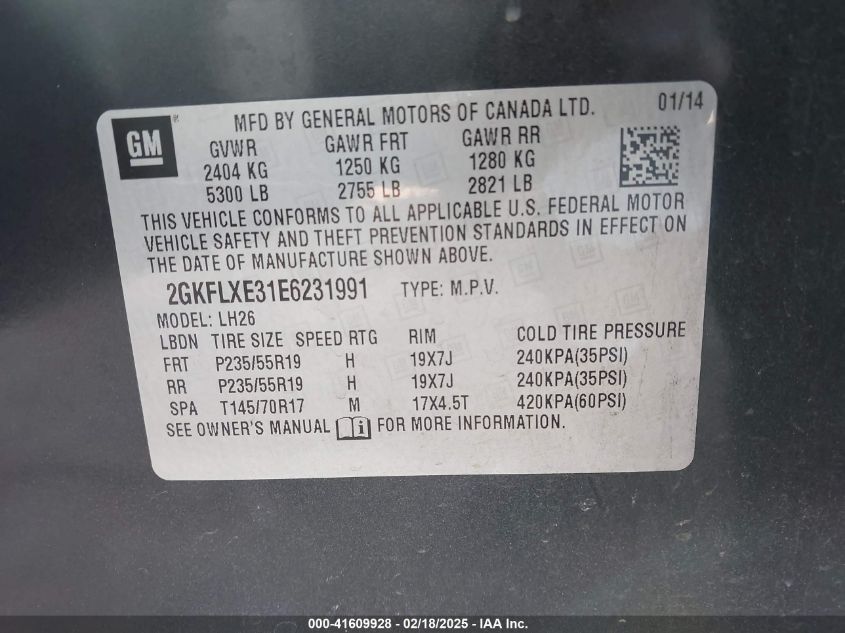 GM ® MFD BY GENERAL MOTORS OF CANADA LTD. 01/14
GVWR GAWR FRT GAWR RR
2404 KG 1250 KG 1280 KG
5300 LB 2755 LB 2821 LB
THIS VEHICLE CONFORMS TO ALL APPLICABLE U.S. FEDERAL MOTOR
VEHICLE SAFETY AND THEFT PREVENTION STANDARDS IN EFFECT ON
THE DATE OF MANUFACTURE SHOWN ABOVE.
2GKFLXE31E6231991 TYPE: M.P.V.
MODEL: LH26
LBDN TIRE SIZE SPEED RTG RIM COLD TIRE PRESSURE
FRT P235/55R19 H 19X7J 240KPA(35PSI)
RR P235/55R19 H 19X7J 240KPA(35PSI)
SPA T145/70R17 M 17X4.5T 420KPA(60PSI)
SEE OWNER'S MANUAL i FOR MORE INFORMATION.
000-41609928 - 02/18/2025 - IAA Inc.